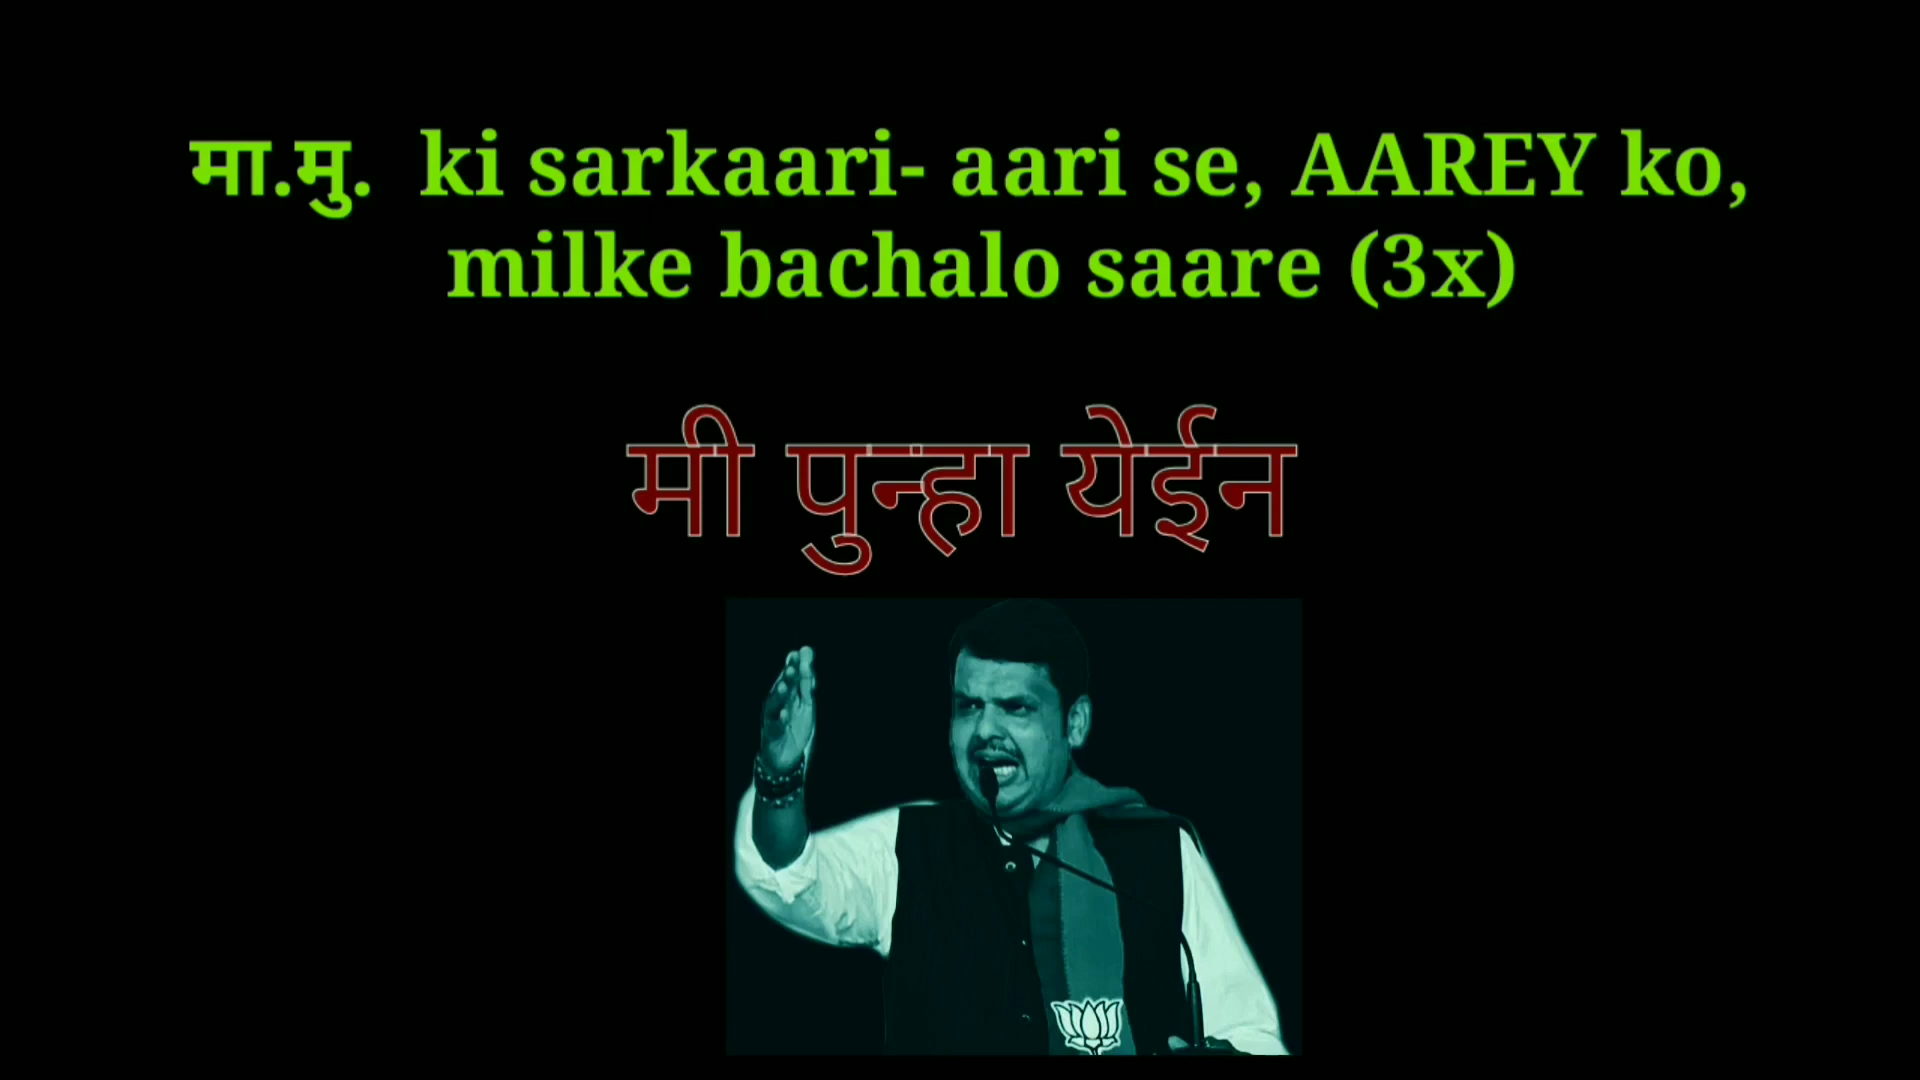 मा.मु. ki sarkaari- aari se, AAREY ko,
milke bachalo saare (3x)
मी पुन्हा येईन